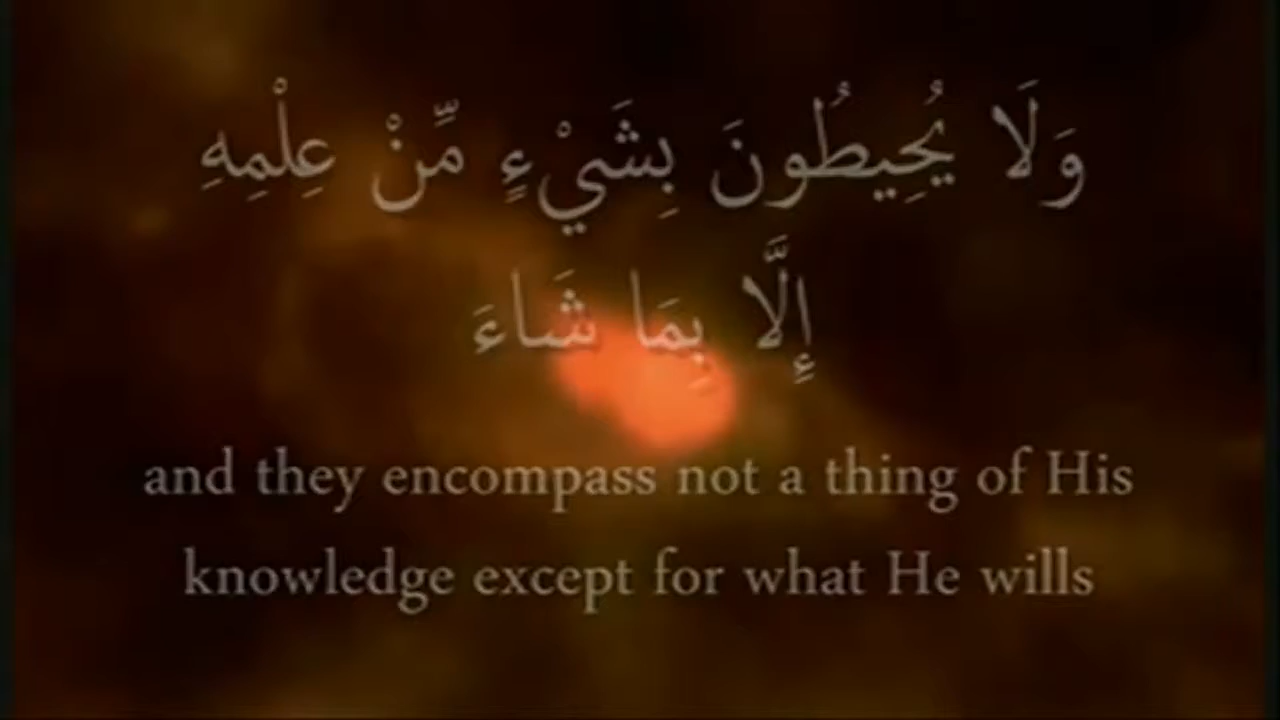 وَلَا يُحِيطُونَ بِشَيْءٍ مِّنْ عِلْمِهِ
إِلَّا بِمَا شَاءَ
and they encompass not a thing of His
knowledge except for what He wills